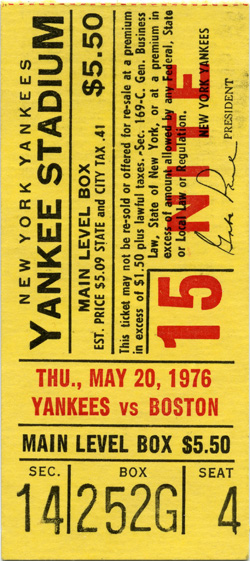 NEW YORK YANKEES
YANKEE STADIUM
MAIN LEVEL BOX $5.50
EST. PRICE $5.09 STATE and CITY TAX .41
This ticket may not be re-sold or offered for re-sale at a premium
in excess of $1.50 plus lawful taxes.-Sec. 169-C. Gen. Business
Law, State of New York, or at a premium in
excess of amount allowed by any Federal, State
or Local Law or Regulation.
NEW YORK YANKEES
PRESIDENT
15 NITE
THU., MAY 20, 1976
YANKEES vs BOSTON
MAIN LEVEL BOX $5.50
SEC. BOX SEAT
14 252G 4